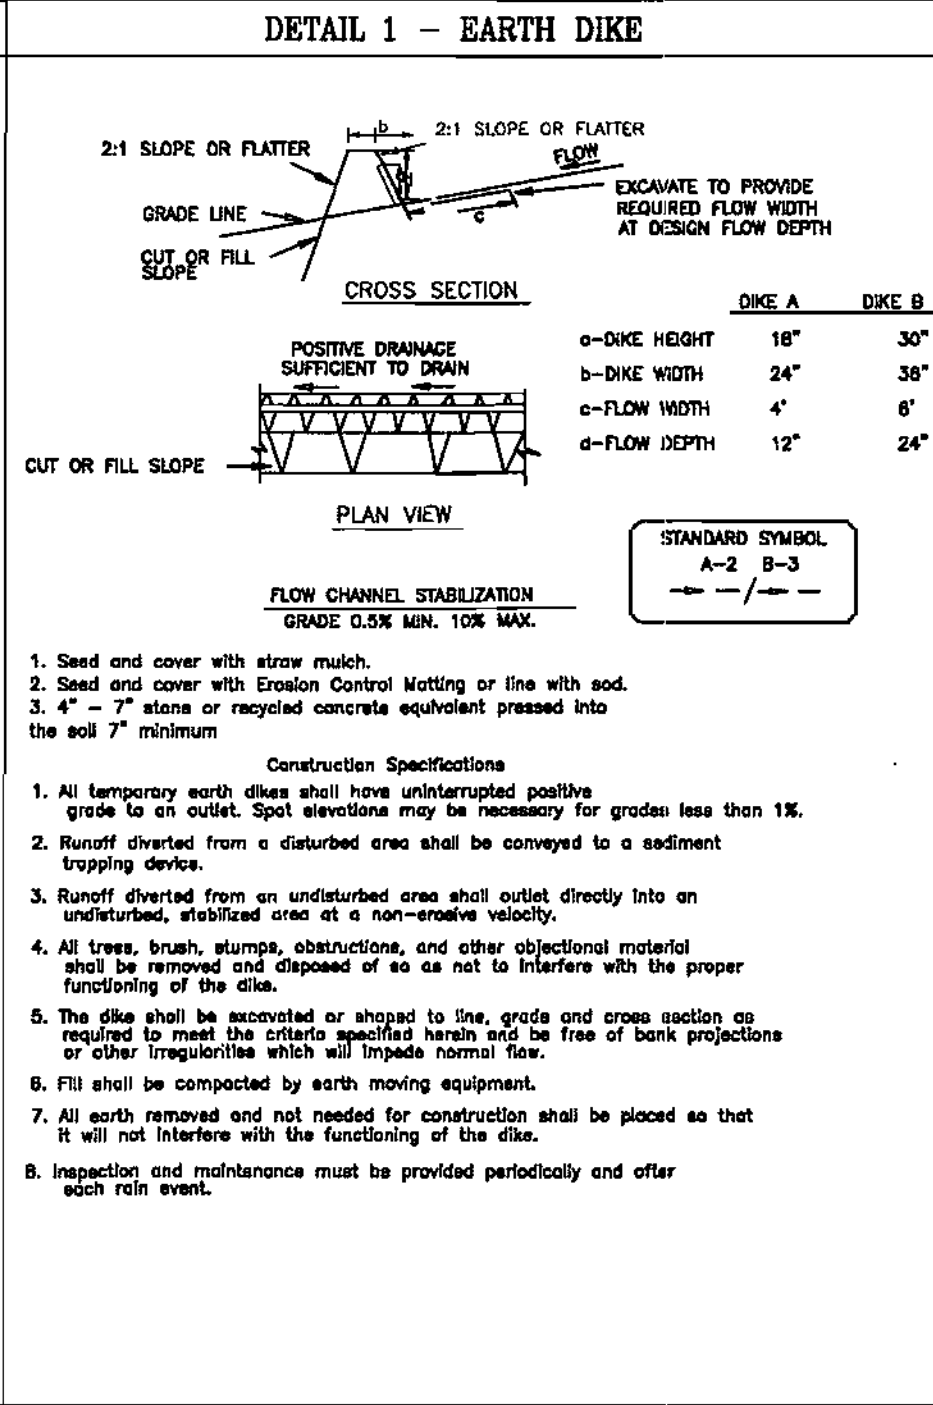 DETAIL 1 – EARTH DIKE
b
2:1 SLOPE OR FLATTER
2:1 SLOPE OR FLATTER
FLOW
EXCAVATE TO PROVIDE
REQUIRED FLOW WIDTH
AT DESIGN FLOW DEPTH
GRADE LINE
c
CUT OR FILL
SLOPE
CROSS SECTION
DIKE A DIKE B
a-DIKE HEIGHT 18" 30"
b-DIKE WIDTH 24" 36"
c-FLOW WIDTH 4' 6'
d-FLOW DEPTH 12" 24"
POSITIVE DRAINAGE
SUFFICIENT TO DRAIN
CUT OR FILL SLOPE
PLAN VIEW
STANDARD SYMBOL
A-2 B-3
FLOW CHANNEL STABILIZATION
GRADE 0.5% MIN. 10% MAX.
1. Seed and cover with straw mulch.
2. Seed and cover with Erosion Control Matting or line with sod.
3. 4" – 7" stone or recycled concrete equivalent pressed into
the soil 7" minimum
Construction Specifications
1. All temporary earth dikes shall have uninterrupted positive
grade to an outlet. Spot elevations may be necessary for grades less than 1%.
2. Runoff diverted from a disturbed area shall be conveyed to a sediment
trapping device.
3. Runoff diverted from an undisturbed area shall outlet directly into an
undisturbed, stabilized area at a non-erosive velocity.
4. All trees, brush, stumps, obstructions, and other objectional material
shall be removed and disposed of so as not to interfere with the proper
functioning of the dike.
5. The dike shall be excavated or shaped to line, grade and cross section as
required to meet the criteria specified herein and be free of bank projections
or other irregularities which will impede normal flow.
6. Fill shall be compacted by earth moving equipment.
7. All earth removed and not needed for construction shall be placed so that
it will not interfere with the functioning of the dike.
8. Inspection and maintenance must be provided periodically and after
each rain event.